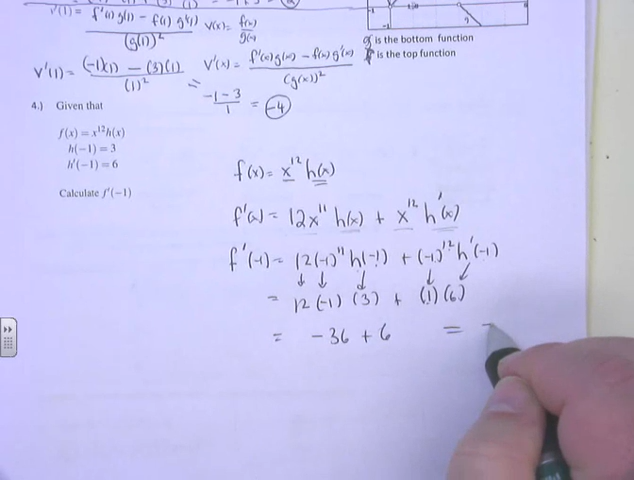 v'(1) = f'(1)g(1) - f(1)g'(1) / (g(1))² v(x) = f(x) / g(x)
g is the bottom function
f is the top function
v'(1) = (-1)(1) - (3)(1) / (1)² = v'(x) = f'(x)g(x) - f(x)g'(x) / (g(x))²
-1-3 / 1 = -4
4.) Given that
f(x) = x¹²h(x)
h(-1) = 3
h'(-1) = 6
Calculate f'(-1)
f(x) = x¹² h(x)
f'(x) = 12x¹¹ h(x) + x¹² h'(x)
f'(-1) = 12(-1)¹¹ h(-1) + (-1)¹² h'(-1)
= 12 (-1) (3) + (1)(6)
= -36 + 6 = -